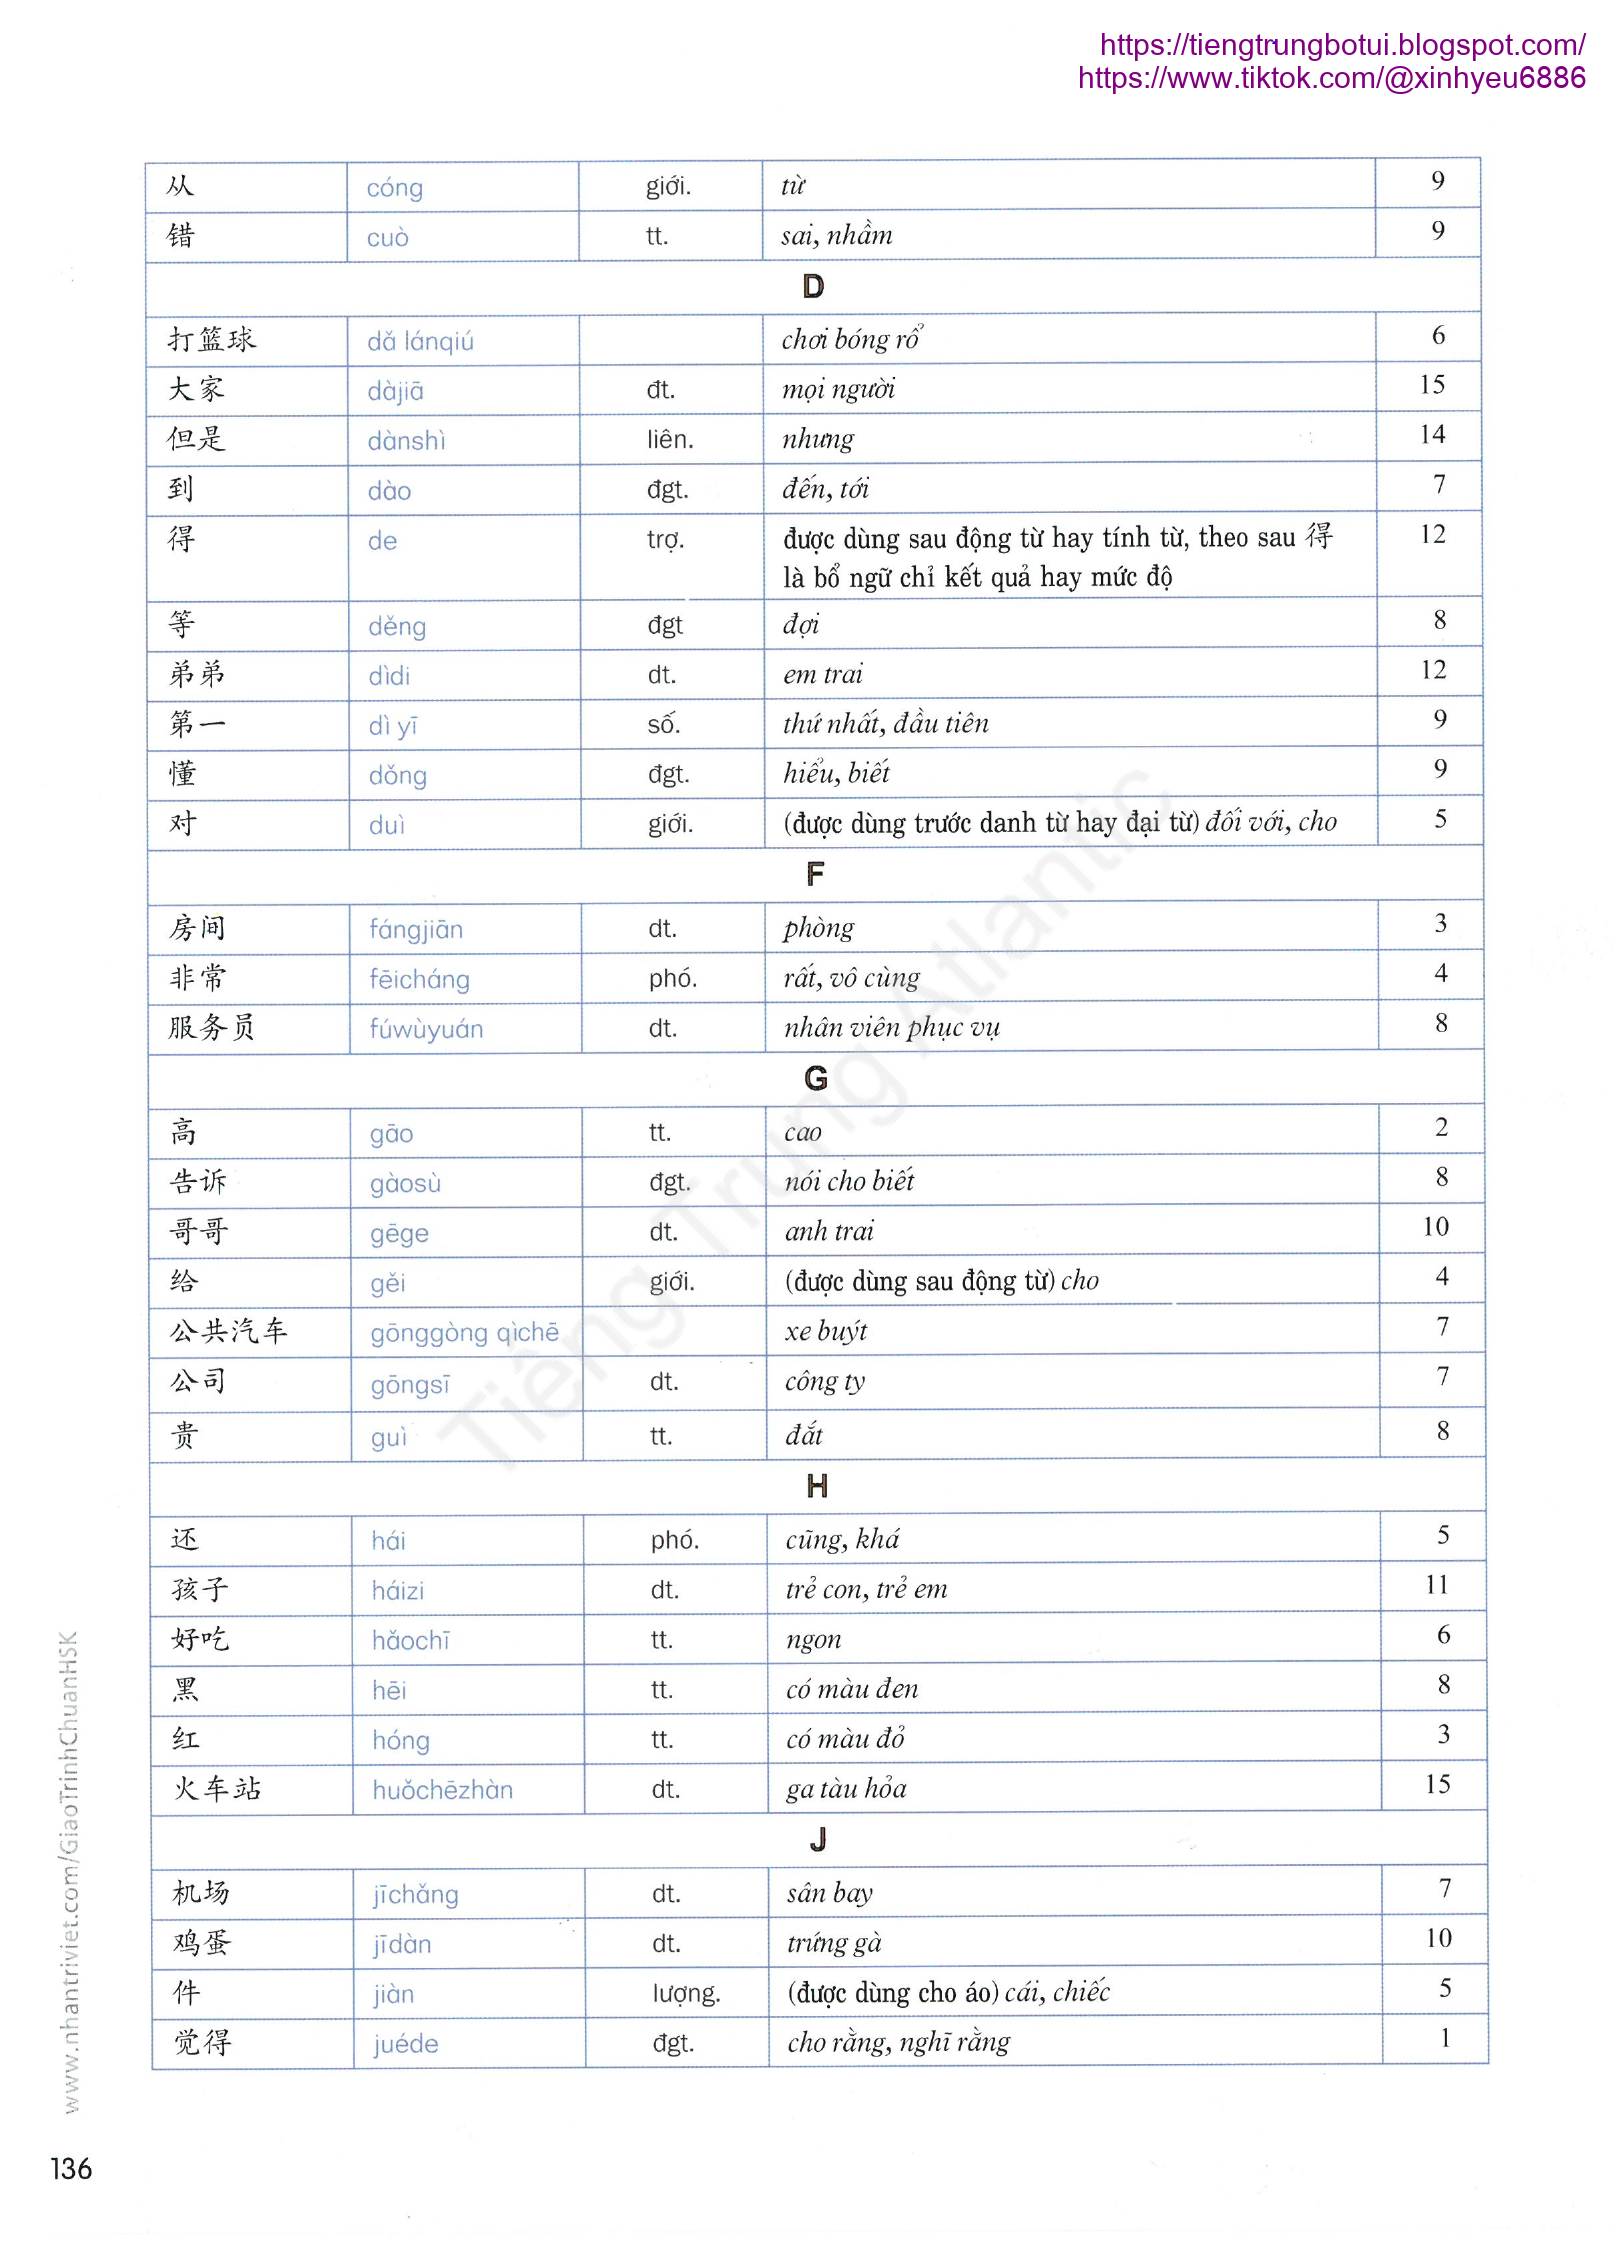 https://tiengtrungbotui.blogspot.com/
https://www.tiktok.com/@xinhyeu6886
从 cóng giới. từ 9
错 cuò tt. sai, nhầm 9
D
打篮球 dǎ lánqiú chơi bóng rổ 6
大家 dàjiā đt. mọi người 15
但是 dànshì liên. nhưng 14
到 dào đgt. đến, tới 7
得 de trợ. được dùng sau động từ hay tính từ, theo sau 得 12
là bổ ngữ chỉ kết quả hay mức độ
等 děng đgt đợi 8
弟弟 dìdi dt. em trai 12
第一 dì yī số. thứ nhất, đầu tiên 9
懂 dǒng đgt. hiểu, biết 9
对 duì giới. (được dùng trước danh từ hay đại từ) đối với, cho 5
F
房间 fángjiān dt. phòng 3
非常 fēicháng phó. rất, vô cùng 4
服务员 fúwùyuán dt. nhân viên phục vụ 8
G
高 gāo tt. cao 2
告诉 gàosù đgt. nói cho biết 8
哥哥 gēge dt. anh trai 10
给 gěi giới. (được dùng sau động từ) cho 4
公共汽车 gōnggòng qìchē xe buýt 7
公司 gōngsī dt. công ty 7
贵 guì tt. đắt 8
H
还 hái phó. cũng, khá 5
孩子 háizi dt. trẻ con, trẻ em 11
好吃 hǎochī tt. ngon 6
黑 hēi tt. có màu đen 8
红 hóng tt. có màu đỏ 3
火车站 huǒchēzhàn dt. ga tàu hỏa 15
J
机场 jīchǎng dt. sân bay 7
鸡蛋 jīdàn dt. trứng gà 10
件 jiàn lượng. (được dùng cho áo) cái, chiếc 5
觉得 juéde đgt. cho rằng, nghĩ rằng 1
Tiếng Trung Atlantic
www.nhantriviet.com/GiaoTrinhChuanHSK
136